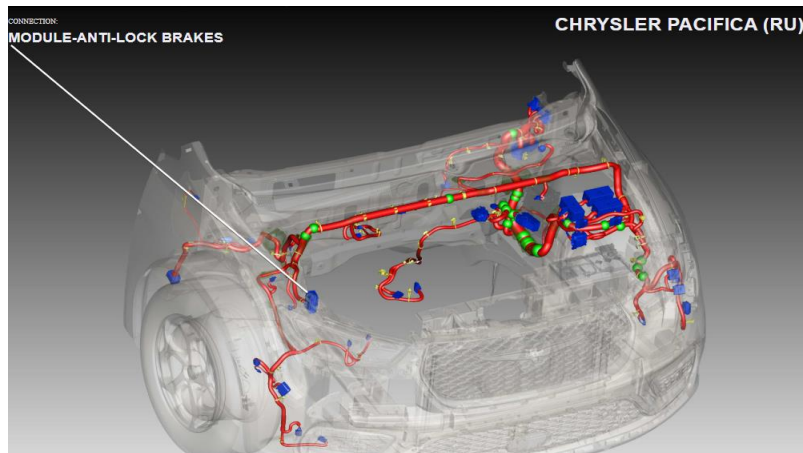 CONNECTION:
MODULE-ANTI-LOCK BRAKES
CHRYSLER PACIFICA (RU)